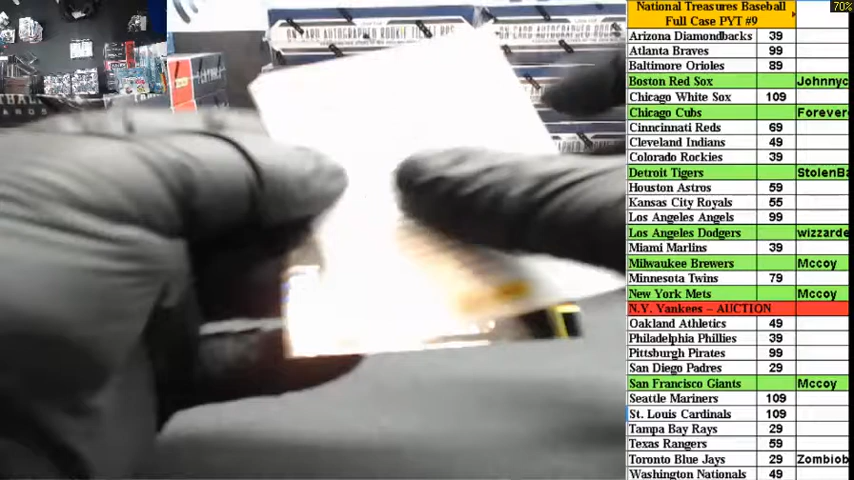 National Treasures Baseball
Full Case PYT #9
70%
Arizona Diamondbacks 39
Atlanta Braves 99
Baltimore Orioles 89
Boston Red Sox Johnnyc
Chicago White Sox 109
Chicago Cubs Forever
Cinncinnati Reds 69
Cleveland Indians 49
Colorado Rockies 39
Detroit Tigers StolenBa
Houston Astros 59
Kansas City Royals 55
Los Angeles Angels 99
Los Angeles Dodgers wizzarde
Miami Marlins 39
Milwaukee Brewers Mccoy
Minnesota Twins 79
New York Mets Mccoy
N.Y. Yankees – AUCTION
Oakland Athletics 49
Philadelphia Phillies 39
Pittsburgh Pirates 99
San Diego Padres 29
San Francisco Giants Mccoy
Seattle Mariners 109
St. Louis Cardinals 109
Tampa Bay Rays 29
Texas Rangers 59
Toronto Blue Jays 29 Zombiob
Washington Nationals 49